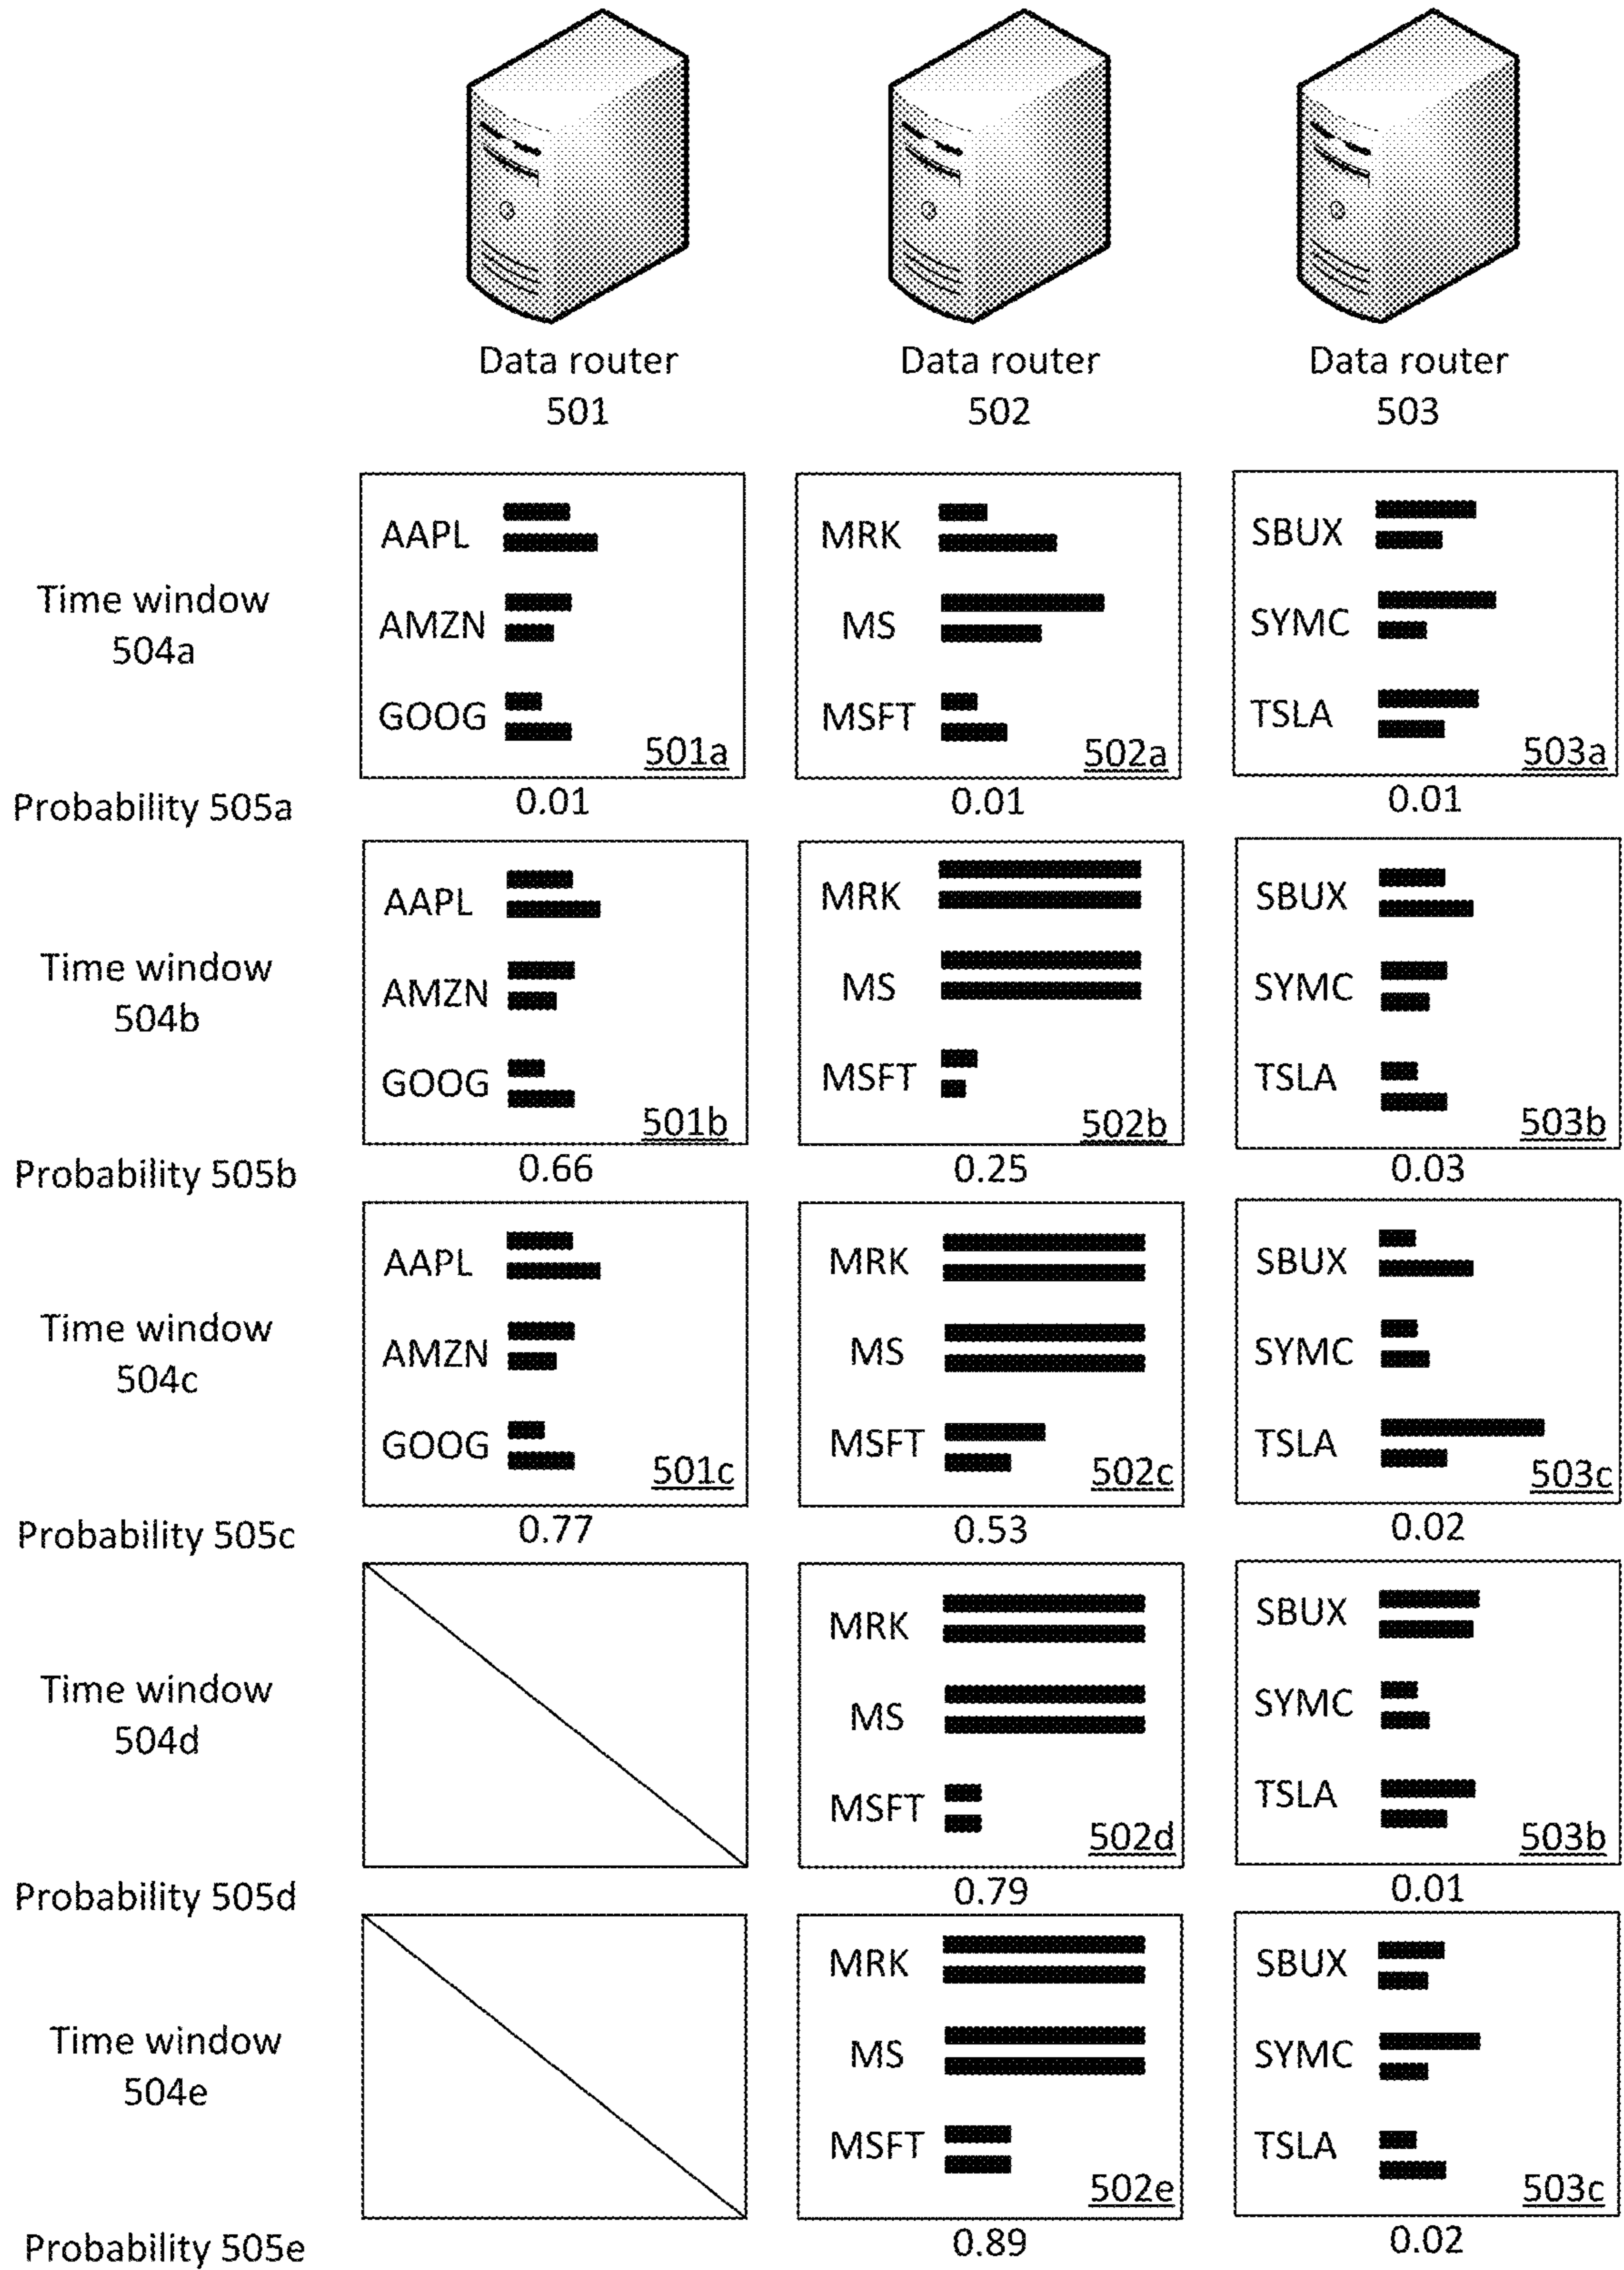 Data router
501
Data router
502
Data router
503
Time window
504a
AAPL
AMZN
GOOG
501a
MRK
MS
MSFT
502a
SBUX
SYMC
TSLA
503a
Probability 505a
0.01
0.01
0.01
Time window
504b
AAPL
AMZN
GOOG
501b
MRK
MS
MSFT
502b
SBUX
SYMC
TSLA
503b
Probability 505b
0.66
0.25
0.03
Time window
504c
AAPL
AMZN
GOOG
501c
MRK
MS
MSFT
502c
SBUX
SYMC
TSLA
503c
Probability 505c
0.77
0.53
0.02
Time window
504d
MRK
MS
MSFT
502d
SBUX
SYMC
TSLA
503b
Probability 505d
0.79
0.01
Time window
504e
MRK
MS
MSFT
502e
SBUX
SYMC
TSLA
503c
Probability 505e
0.89
0.02